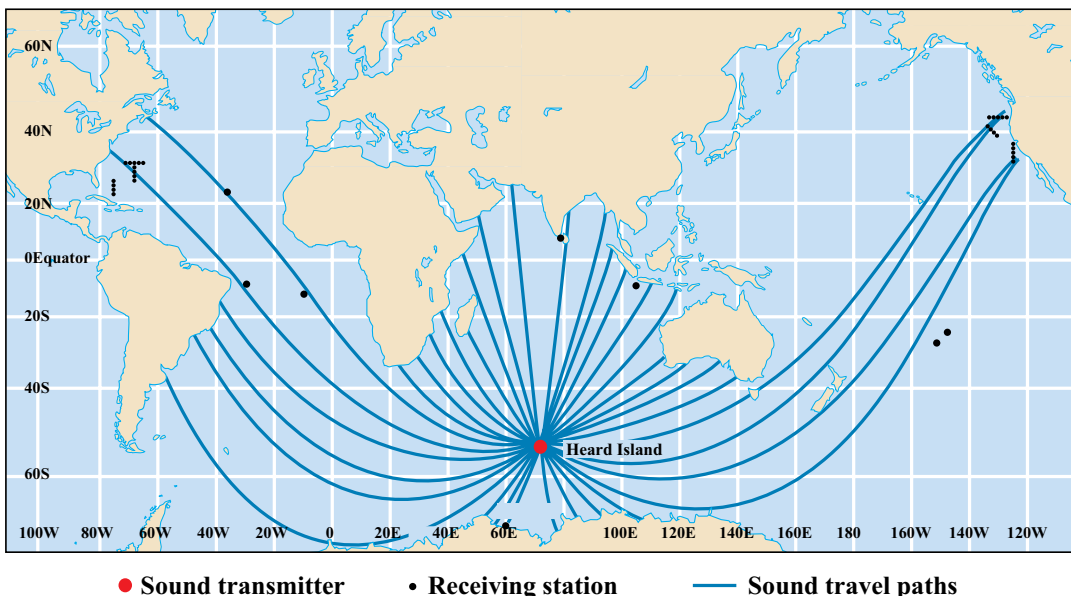 60N
40N
20N
0Equator
20S
40S
Heard Island
60S
100W 80W 60W 40W 20W 0 20E 40E 60E 80E 100E 120E 140E 160E 180 160W 140W 120W
Sound transmitter Receiving station Sound travel paths